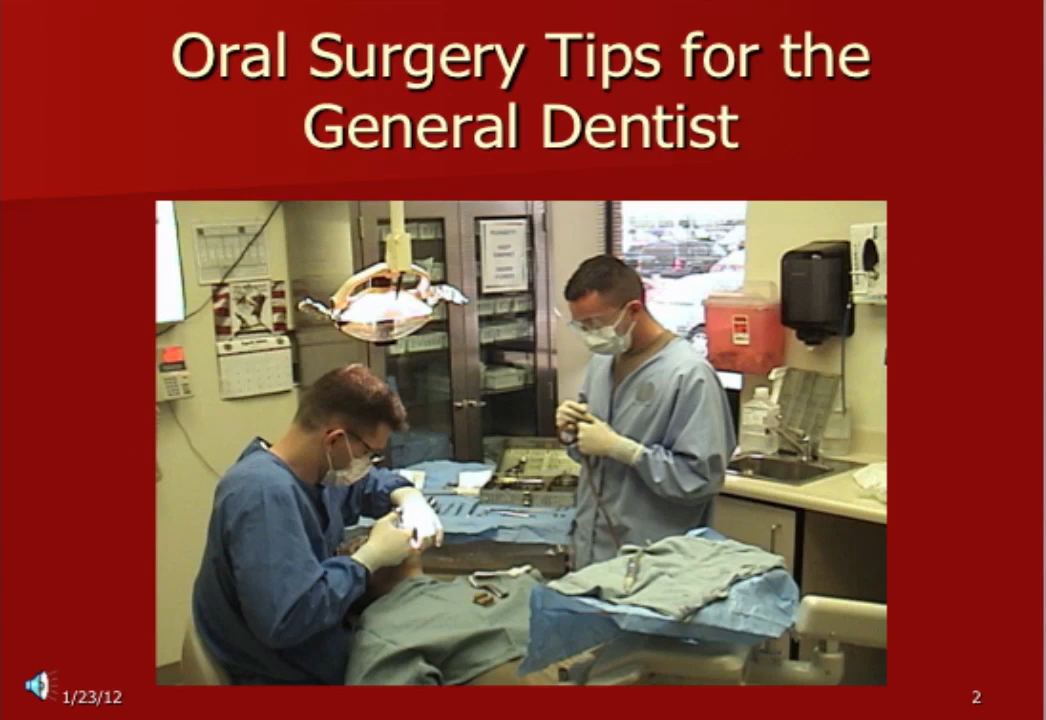 Oral Surgery Tips for the
General Dentist
1/23/12
2